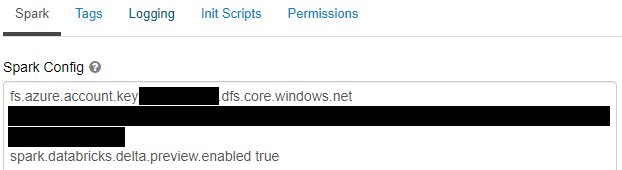 Spark Tags Logging Init Scripts Permissions
Spark Config ?
fs.azure.account.key .dfs.core.windows.net
spark.databricks.delta.preview.enabled true